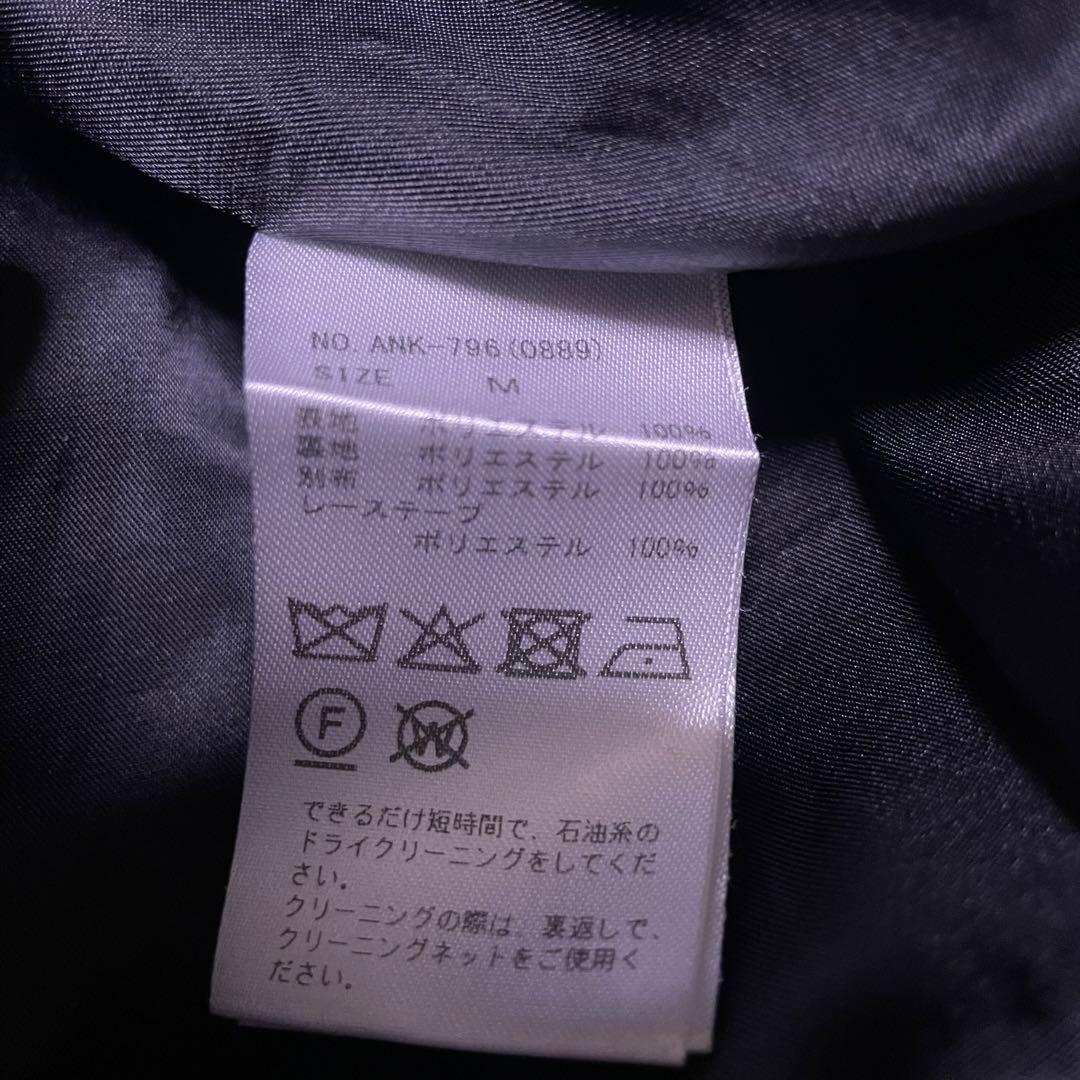 NO. ANK-796(0889)
SIZE M
表地 ポリエステル 100%
裏地 ポリエステル 100%
別布 ポリエステル 100%
レーステープ
ポリエステル 100%
F
W
できるだけ短時間で、石油系の
ドライクリーニングをしてくだ
さい。
クリーニングの際は、裏返しで、
クリーニングネットをご使用く
ださい。